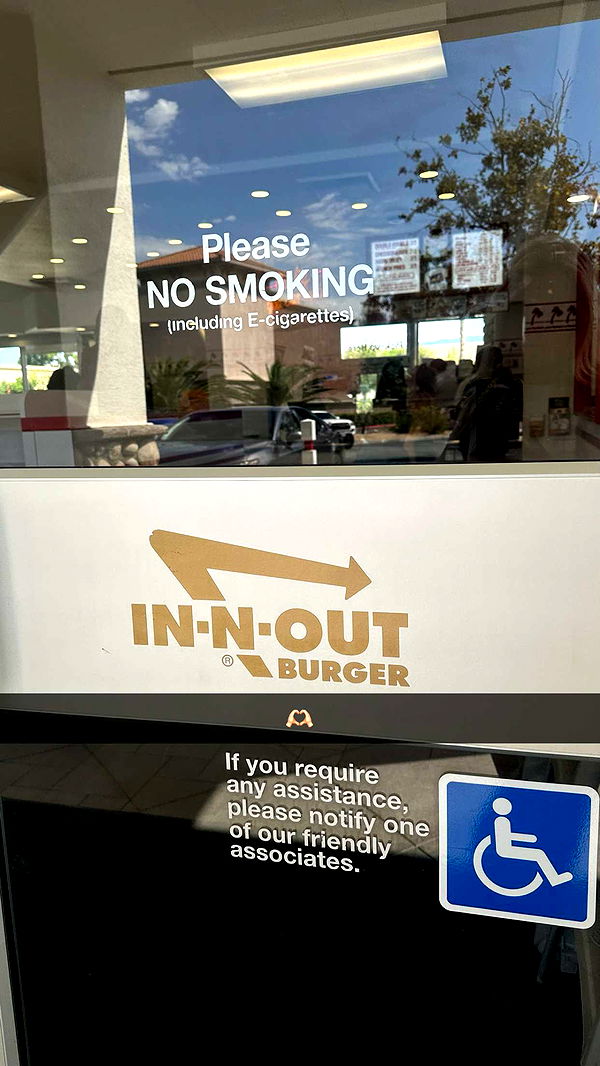 Please
NO SMOKING
(including E-cigarettes)
IN-N-OUT
® BURGER
🫶🏻
If you require
any assistance,
please notify one
of our friendly
associates.